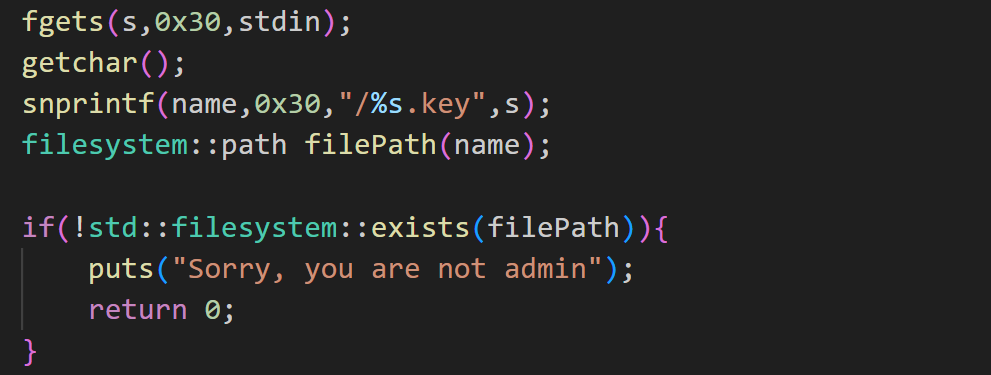 fgets(s,0x30,stdin);
getchar();
snprintf(name,0x30,"/%s.key",s);
filesystem::path filePath(name);
if(!std::filesystem::exists(filePath)){
puts("Sorry, you are not admin");
return 0;
}